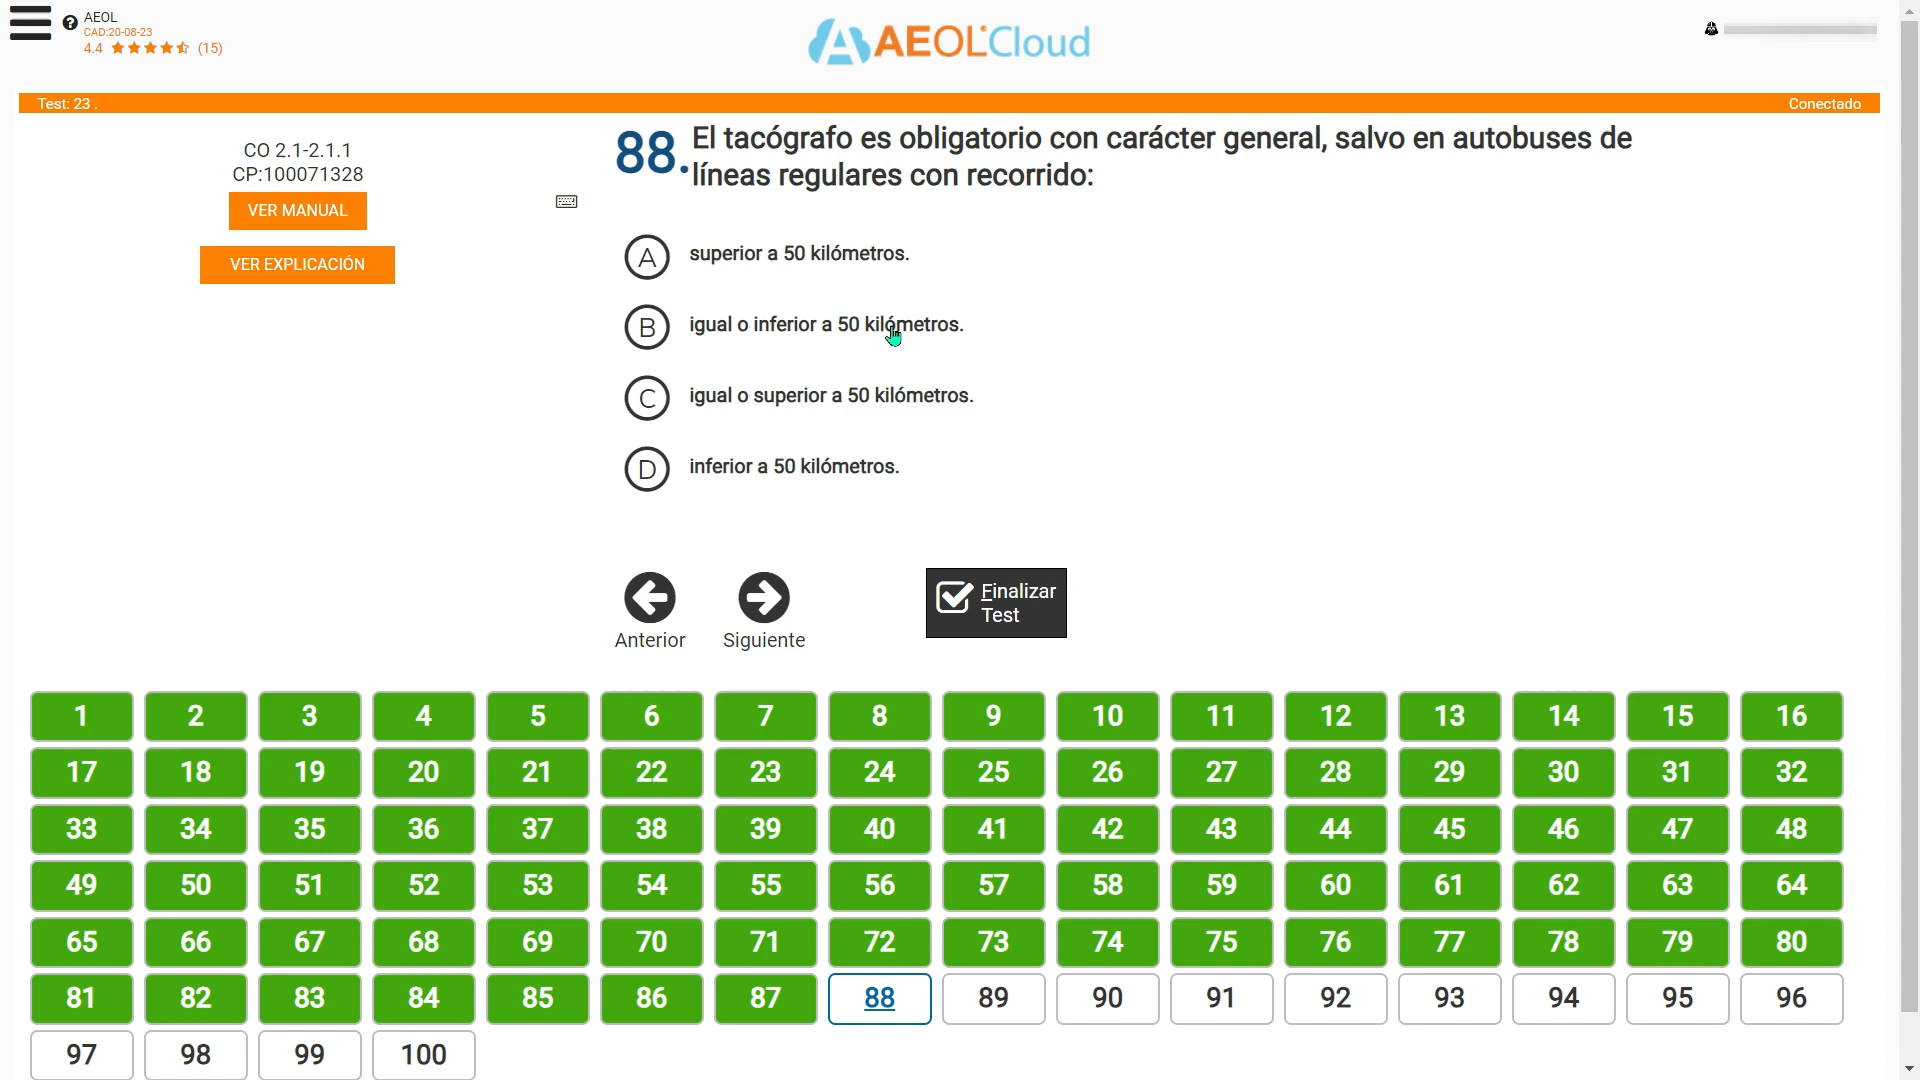 AEOL
CAD:20-08-23
4.4 (15)
AEOLCloud
Test: 23 .
Conectado
CO 2.1-2.1.1
CP:100071328
VER MANUAL
VER EXPLICACIÓN
88. El tacógrafo es obligatorio con carácter general, salvo en autobuses de
líneas regulares con recorrido:
A superior a 50 kilómetros.
B igual o inferior a 50 kilómetros.
C igual o superior a 50 kilómetros.
D inferior a 50 kilómetros.
Anterior
Siguiente
Finalizar
Test
1 2 3 4 5 6 7 8 9 10 11 12 13 14 15 16
17 18 19 20 21 22 23 24 25 26 27 28 29 30 31 32
33 34 35 36 37 38 39 40 41 42 43 44 45 46 47 48
49 50 51 52 53 54 55 56 57 58 59 60 61 62 63 64
65 66 67 68 69 70 71 72 73 74 75 76 77 78 79 80
81 82 83 84 85 86 87 88 89 90 91 92 93 94 95 96
97 98 99 100